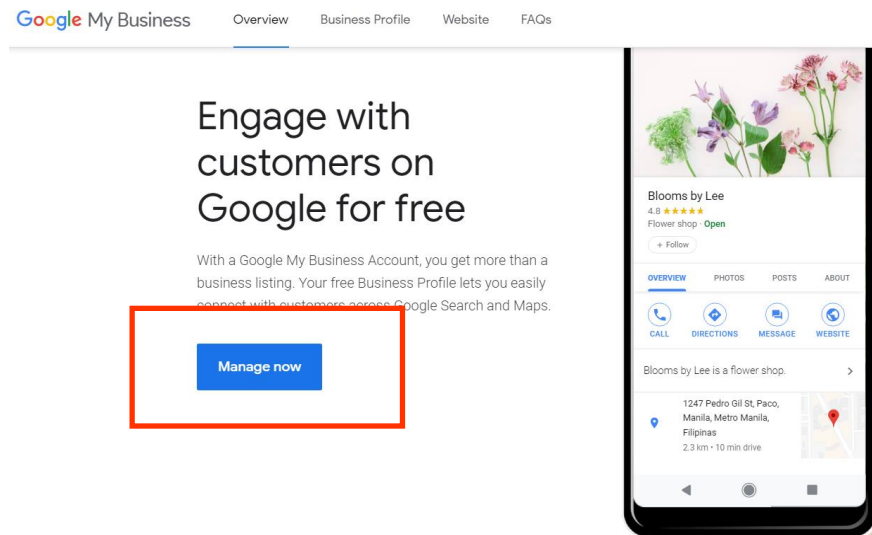 Google My Business Overview Business Profile Website FAQs
Engage with
customers on
Google for free
With a Google My Business Account, you get more than a
business listing. Your free Business Profile lets you easily
connect with customers across Google Search and Maps.
Manage now
Blooms by Lee
4.8 ★★★★★
Flower shop · Open
+ Follow
OVERVIEW PHOTOS POSTS ABOUT
CALL DIRECTIONS MESSAGE WEBSITE
Blooms by Lee is a flower shop.
1247 Pedro Gil St, Paco,
Manila, Metro Manila,
Filipinas
2.3 km • 10 min drive